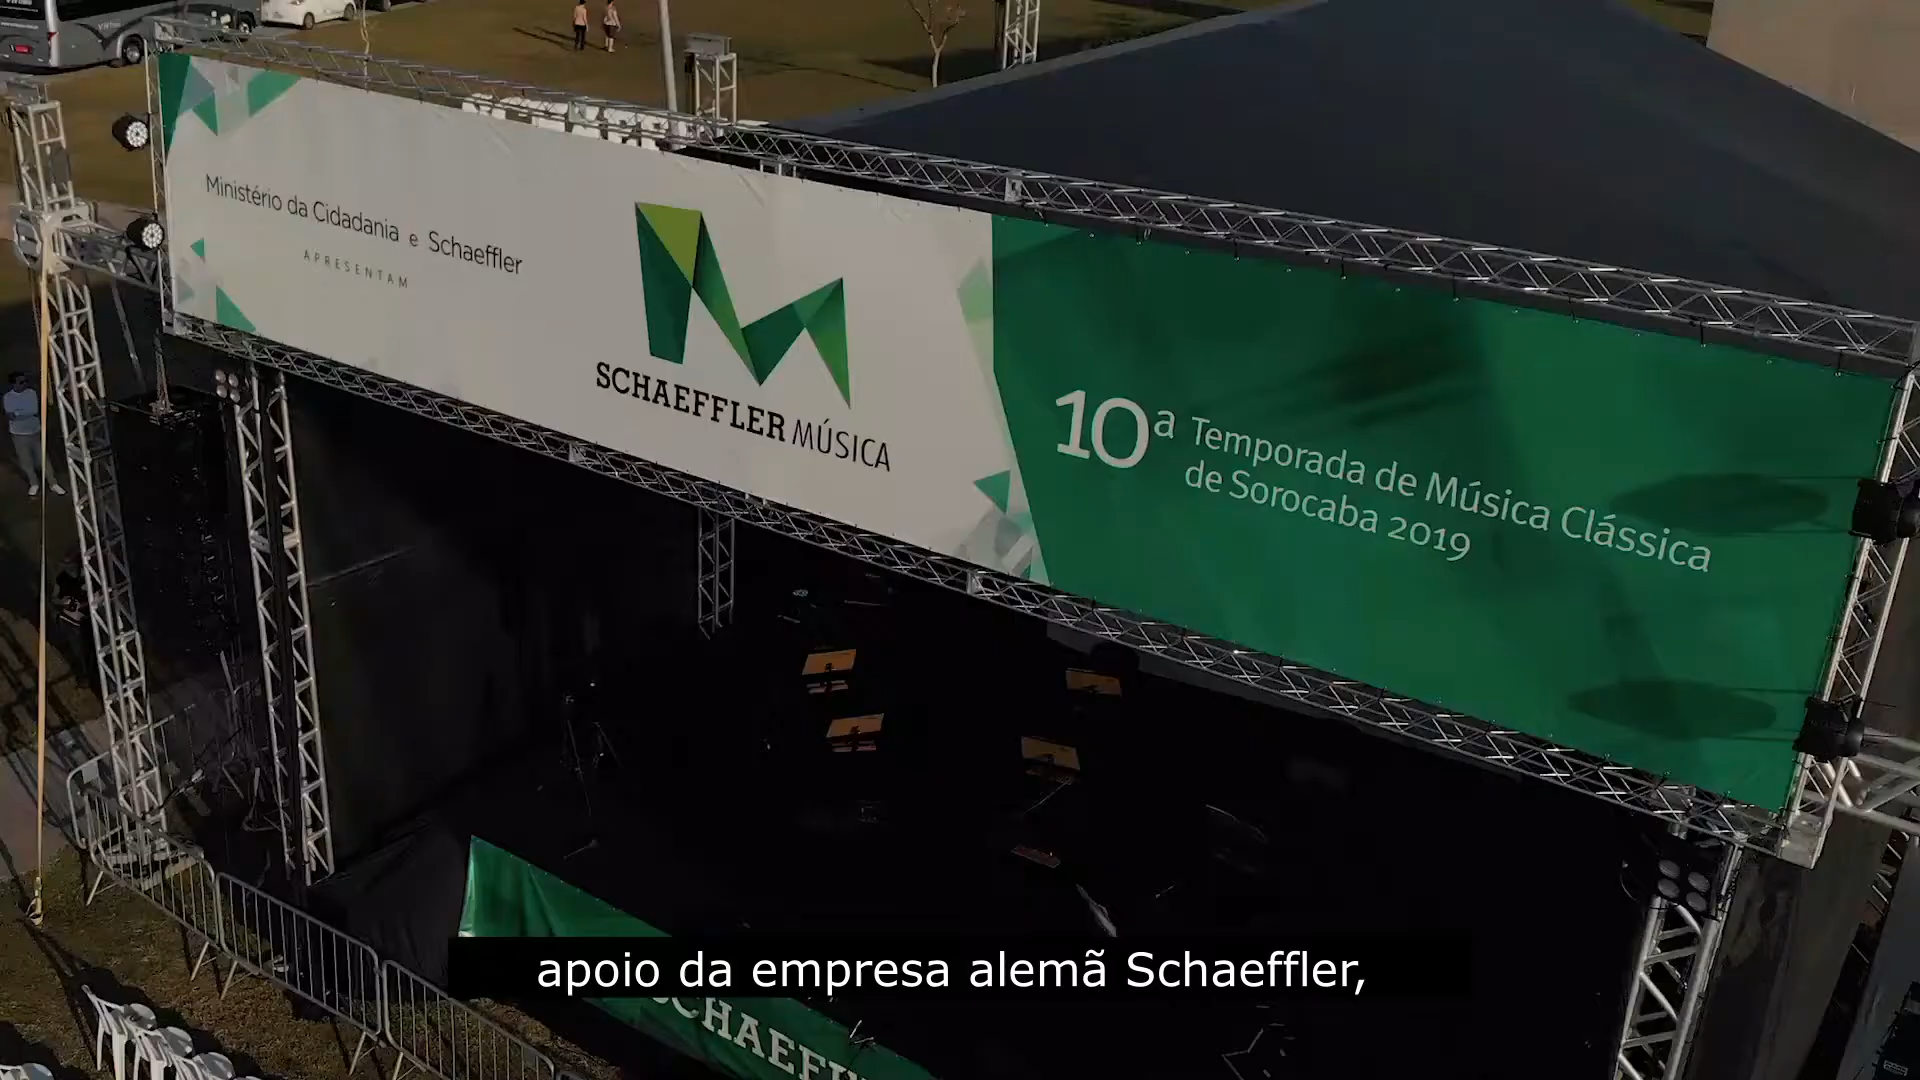 Ministério da Cidadania e Schaeffler
APRESENTAM
SCHAEFFLER MÚSICA
10ª Temporada de Música Clássica
de Sorocaba 2019
apoio da empresa alemã Schaeffler,